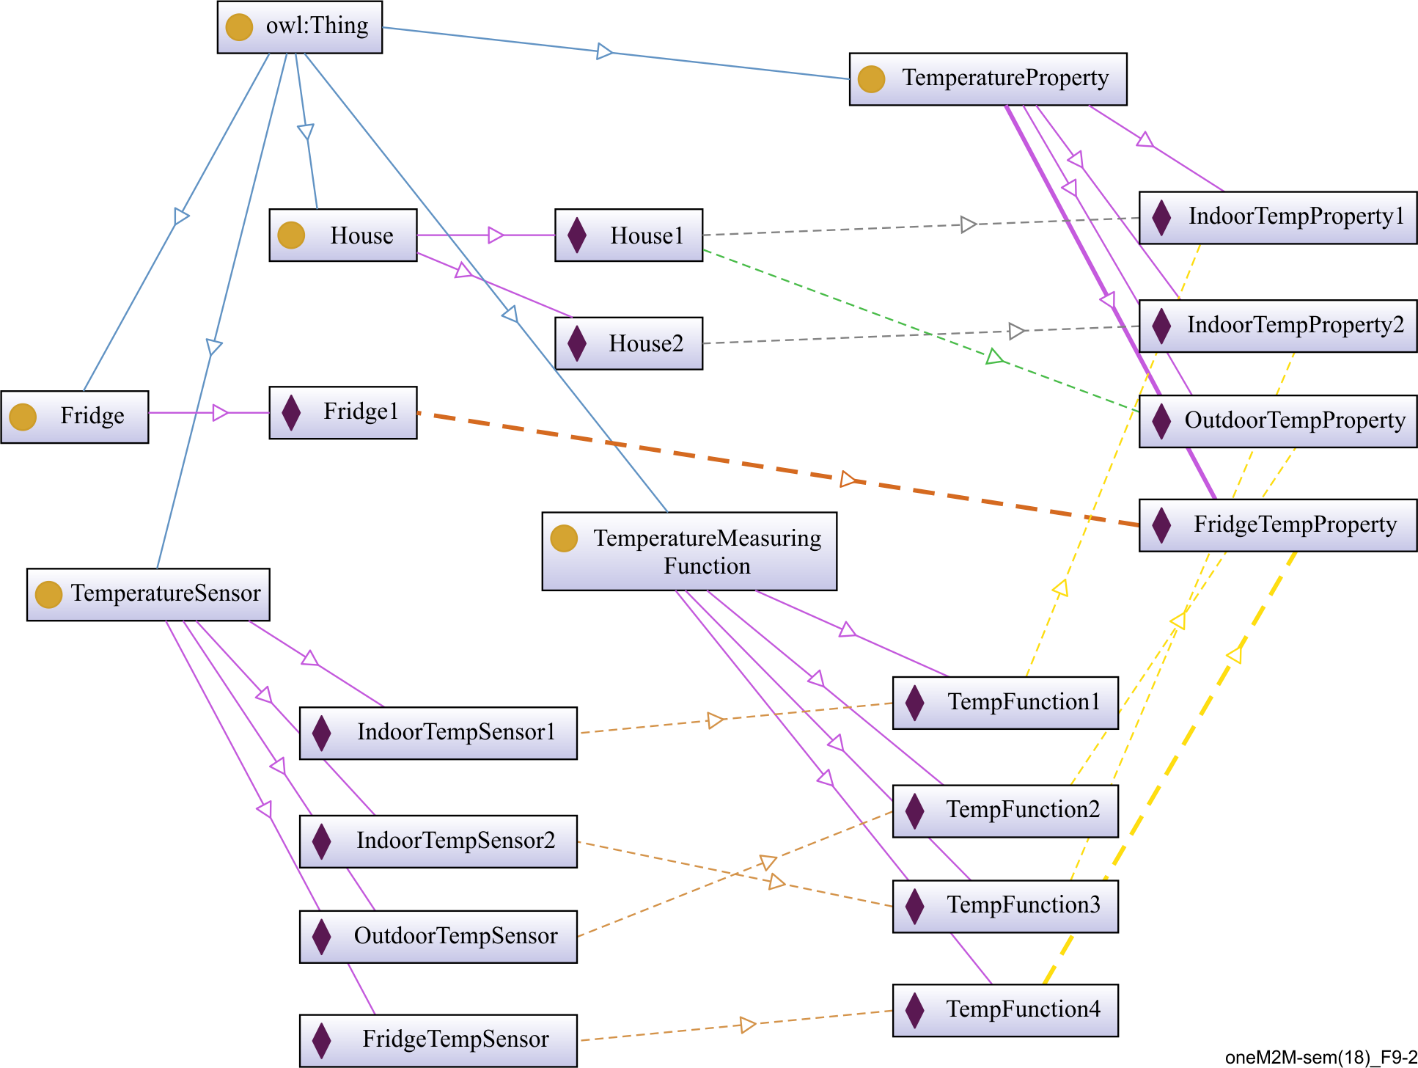 owl:Thing
TemperatureProperty
IndoorTempProperty1
House
House1
IndoorTempProperty2
House2
Fridge
Fridge1
OutdoorTempProperty
FridgeTempProperty
TemperatureMeasuring
Function
TemperatureSensor
TempFunction1
IndoorTempSensor1
TempFunction2
IndoorTempSensor2
TempFunction3
OutdoorTempSensor
TempFunction4
FridgeTempSensor
oneM2M-sem(18)_F9-2